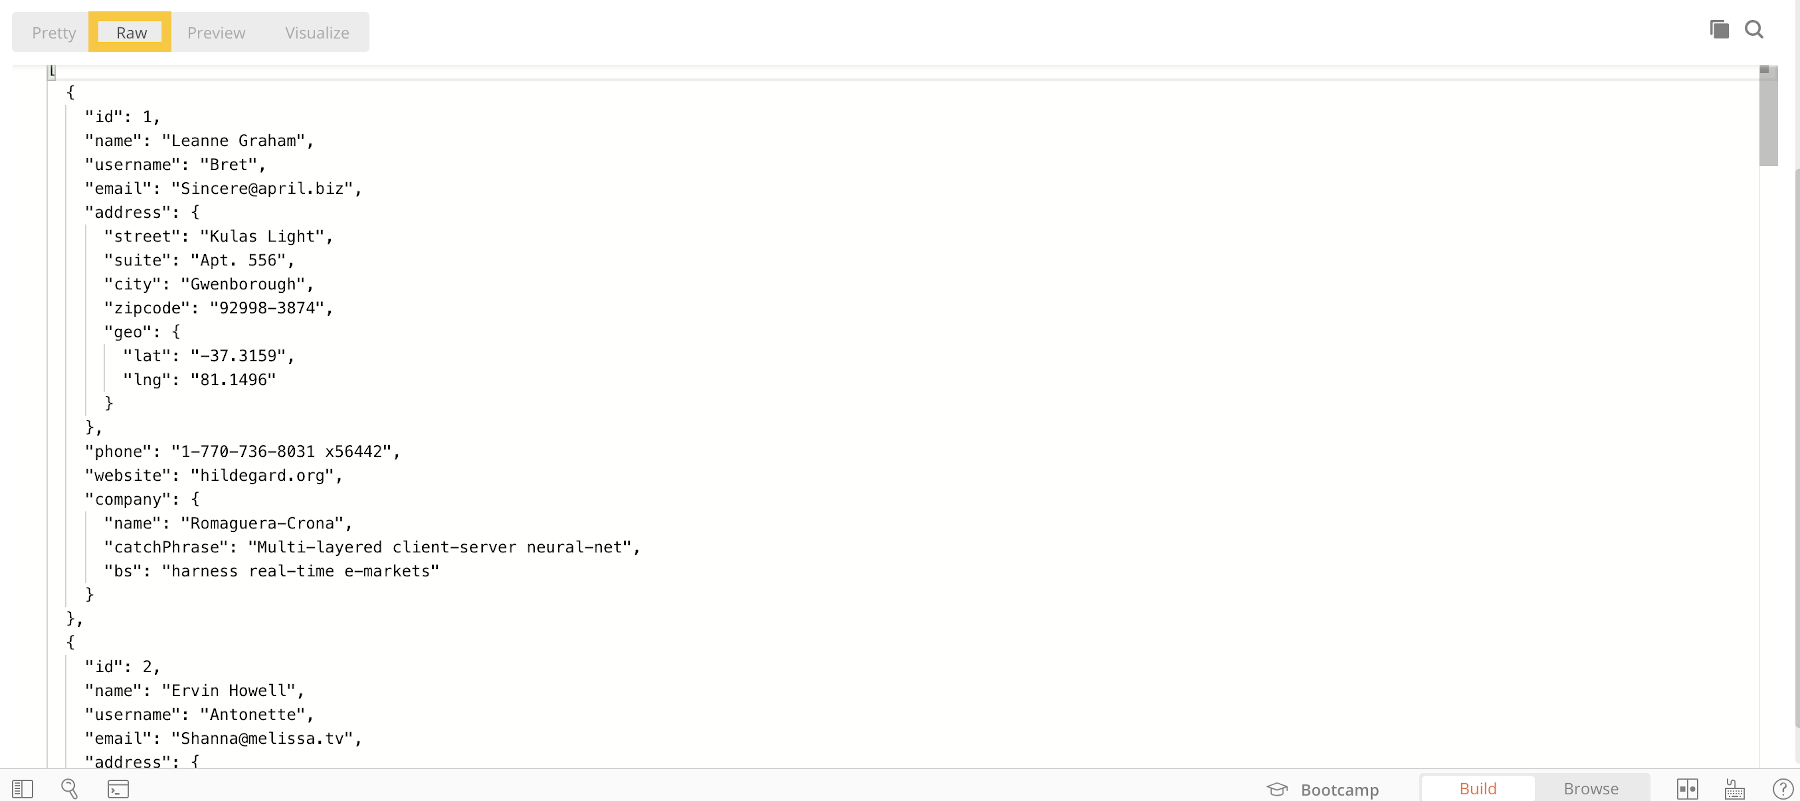 Pretty Raw Preview Visualize
[
{
"id": 1,
"name": "Leanne Graham",
"username": "Bret",
"email": "Sincere@april.biz",
"address": {
"street": "Kulas Light",
"suite": "Apt. 556",
"city": "Gwenborough",
"zipcode": "92998-3874",
"geo": {
"lat": "-37.3159",
"lng": "81.1496"
}
},
"phone": "1-770-736-8031 x56442",
"website": "hildegard.org",
"company": {
"name": "Romaguera-Crona",
"catchPhrase": "Multi-layered client-server neural-net",
"bs": "harness real-time e-markets"
}
},
{
"id": 2,
"name": "Ervin Howell",
"username": "Antonette",
"email": "Shanna@melissa.tv",
"address": {
Bootcamp Build Browse